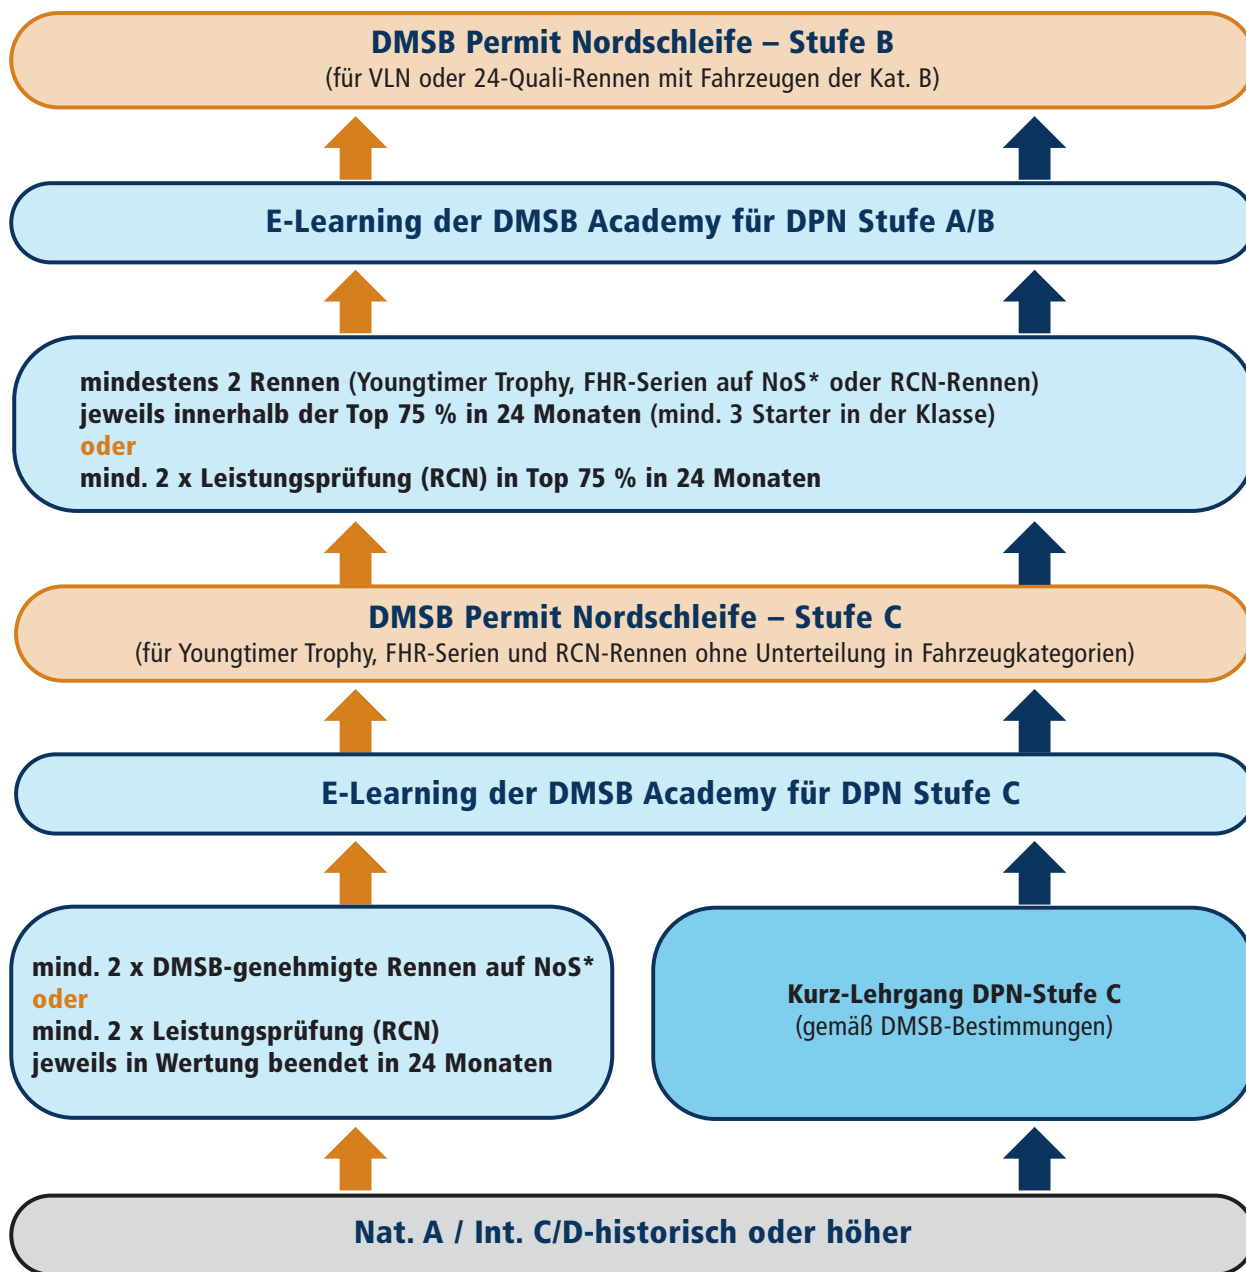 DMSB Permit Nordschleife – Stufe B
(für VLN oder 24-Quali-Rennen mit Fahrzeugen der Kat. B)
E-Learning der DMSB Academy für DPN Stufe A/B
mindestens 2 Rennen (Youngtimer Trophy, FHR-Serien auf NoS* oder RCN-Rennen)
jeweils innerhalb der Top 75 % in 24 Monaten (mind. 3 Starter in der Klasse)
oder
mind. 2 x Leistungsprüfung (RCN) in Top 75 % in 24 Monaten
DMSB Permit Nordschleife – Stufe C
(für Youngtimer Trophy, FHR-Serien und RCN-Rennen ohne Unterteilung in Fahrzeugkategorien)
E-Learning der DMSB Academy für DPN Stufe C
mind. 2 x DMSB-genehmigte Rennen auf NoS*
oder
mind. 2 x Leistungsprüfung (RCN)
jeweils in Wertung beendet in 24 Monaten
Kurz-Lehrgang DPN-Stufe C
(gemäß DMSB-Bestimmungen)
Nat. A / Int. C/D-historisch oder höher